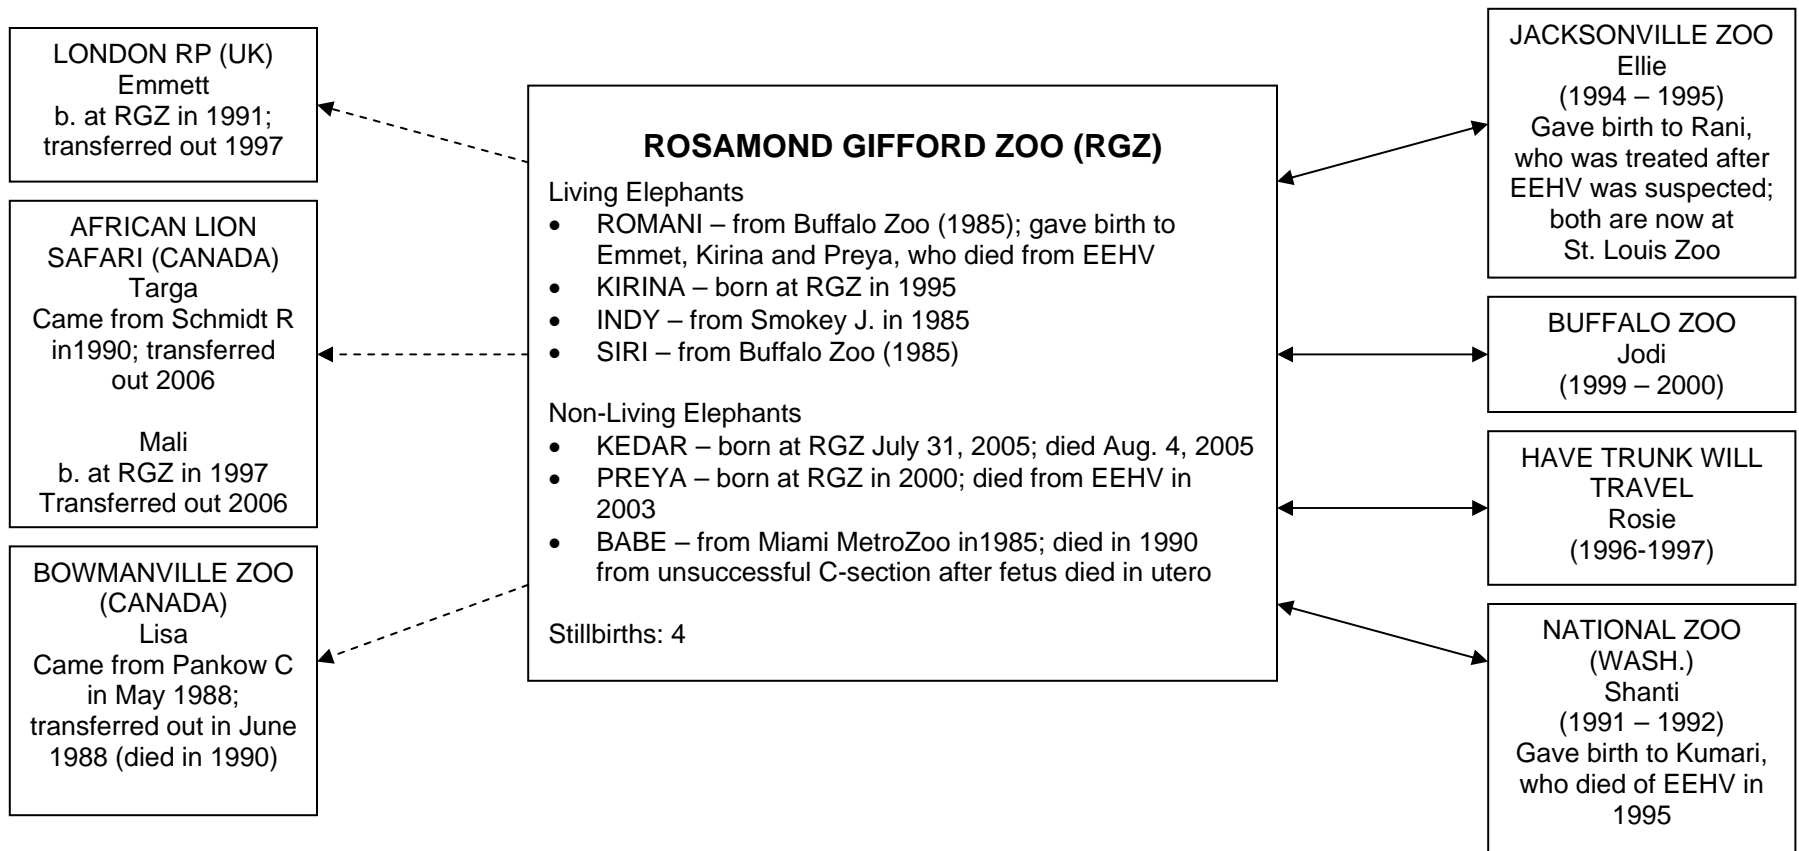 LONDON RP (UK)
Emmett
b. at RGZ in 1991;
transferred out 1997
AFRICAN LION
SAFARI (CANADA)
Targa
Came from Schmidt R
in1990; transferred
out 2006
Mali
b. at RGZ in 1997
Transferred out 2006
BOWMANVILLE ZOO
(CANADA)
Lisa
Came from Pankow C
in May 1988;
transferred out in June
1988 (died in 1990)
ROSAMOND GIFFORD ZOO (RGZ)
Living Elephants
• ROMANI – from Buffalo Zoo (1985); gave birth to
Emmet, Kirina and Preya, who died from EEHV
• KIRINA – born at RGZ in 1995
• INDY – from Smokey J. in 1985
• SIRI – from Buffalo Zoo (1985)
Non-Living Elephants
• KEDAR – born at RGZ July 31, 2005; died Aug. 4, 2005
• PREYA – born at RGZ in 2000; died from EEHV in
2003
• BABE – from Miami MetroZoo in1985; died in 1990
from unsuccessful C-section after fetus died in utero
Stillbirths: 4
JACKSONVILLE ZOO
Ellie
(1994 – 1995)
Gave birth to Rani,
who was treated after
EEHV was suspected;
both are now at
St. Louis Zoo
BUFFALO ZOO
Jodi
(1999 – 2000)
HAVE TRUNK WILL
TRAVEL
Rosie
(1996-1997)
NATIONAL ZOO
(WASH.)
Shanti
(1991 – 1992)
Gave birth to Kumari,
who died of EEHV in
1995